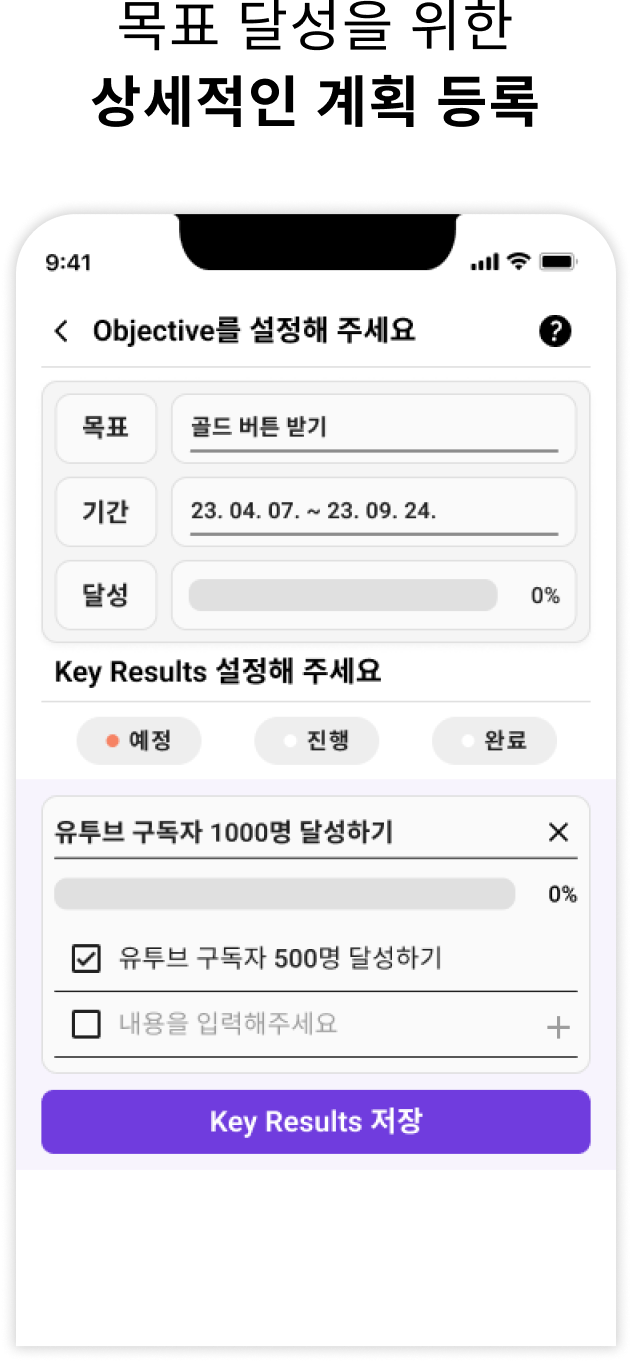 목표 달성을 위한
상세적인 계획 등록
9:41
Objective를 설정해 주세요
?
목표
골드 버튼 받기
기간
23. 04. 07. ~ 23. 09. 24.
달성
0%
Key Results 설정해 주세요
예정
진행
완료
유투브 구독자 1000명 달성하기
0%
유투브 구독자 500명 달성하기
내용을 입력해주세요
Key Results 저장